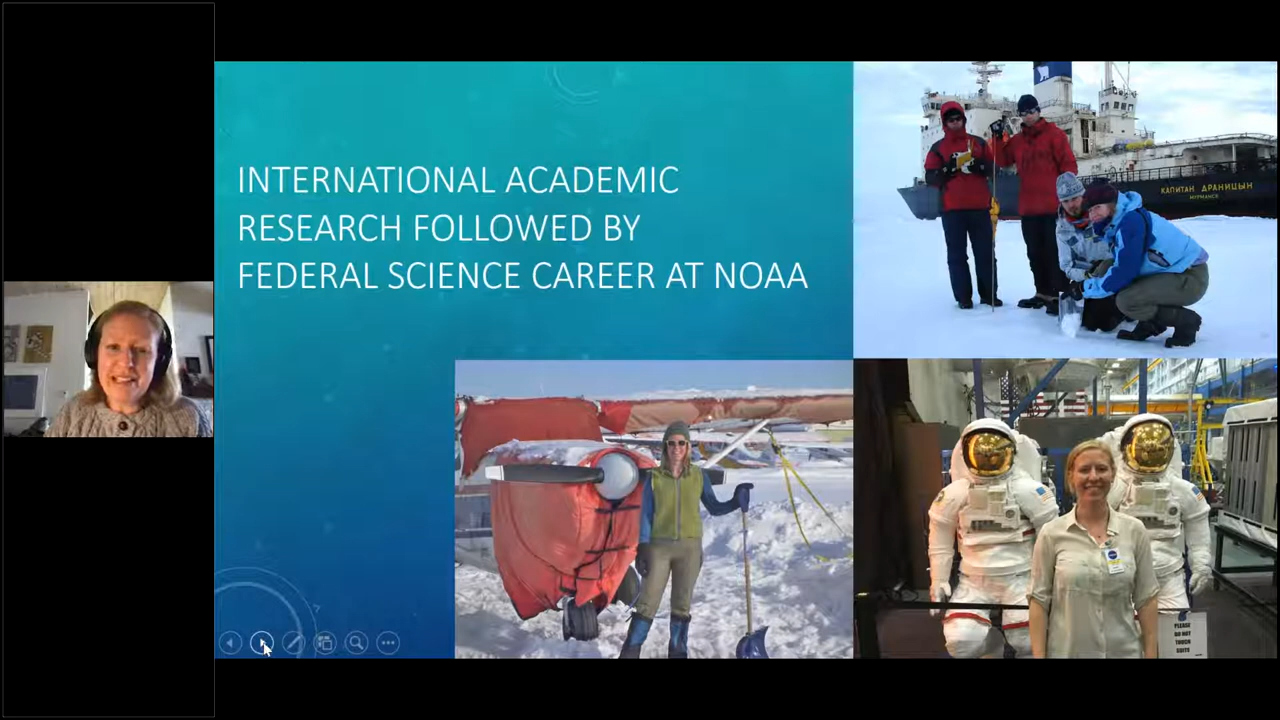 INTERNATIONAL ACADEMIC
RESEARCH FOLLOWED BY
FEDERAL SCIENCE CAREER AT NOAA
КАПИТАН ДРАНИЦЫН
МУРМАНСК
PLEASE
DO NOT
TOUCH
SUITS